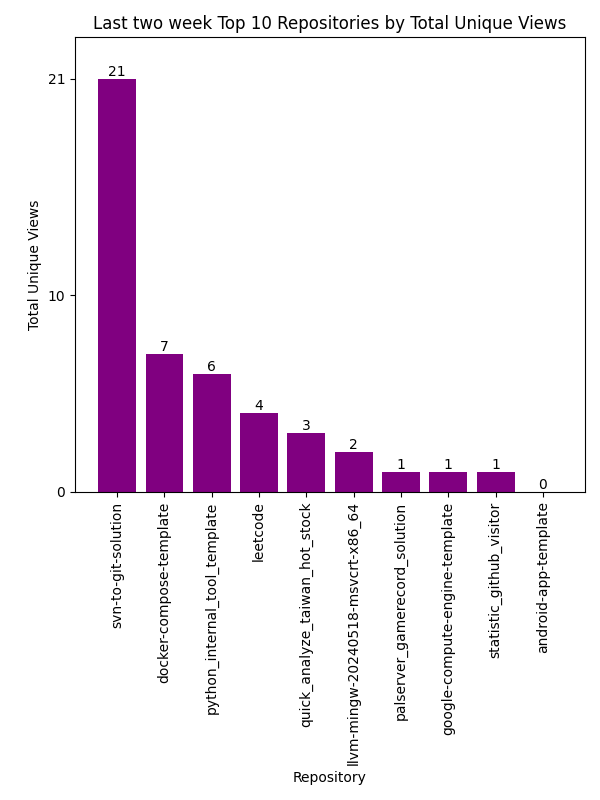 Last two week Top 10 Repositories by Total Unique Views
21
10
0
Total Unique Views
21
7
6
4
3
2
1
1
1
0
svn-to-git-solution
docker-compose-template
python_internal_tool_template
leetcode
quick_analyze_taiwan_hot_stock
llvm-mingw-20240518-msvcrt-x86_64
palserver_gamerecord_solution
google-compute-engine-template
statistic_github_visitor
android-app-template
Repository